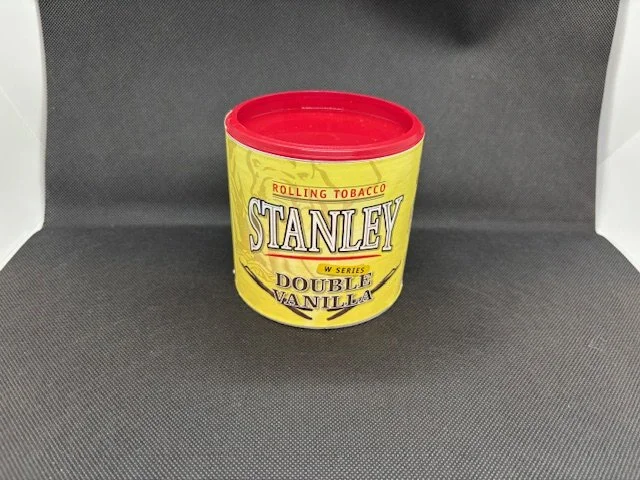 ROLLING TOBACCO
STANLEY
W SERIES
DOUBLE
VANILLA